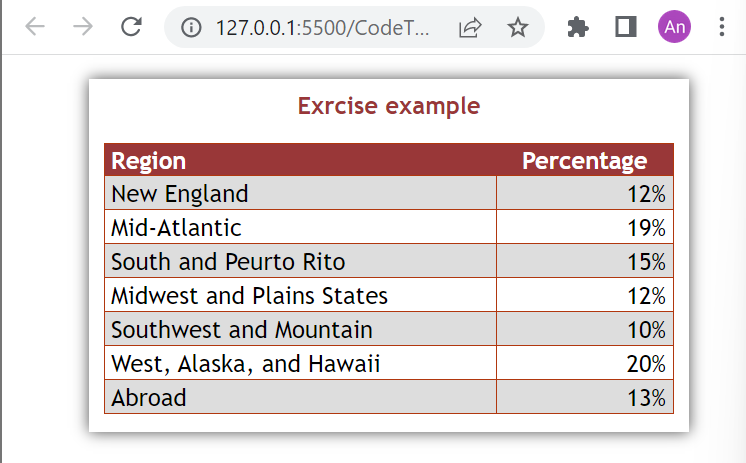 127.0.0.1:5500/CodeT...
An
Exrcise example
Region Percentage
New England 12%
Mid-Atlantic 19%
South and Peurto Rito 15%
Midwest and Plains States 12%
Southwest and Mountain 10%
West, Alaska, and Hawaii 20%
Abroad 13%